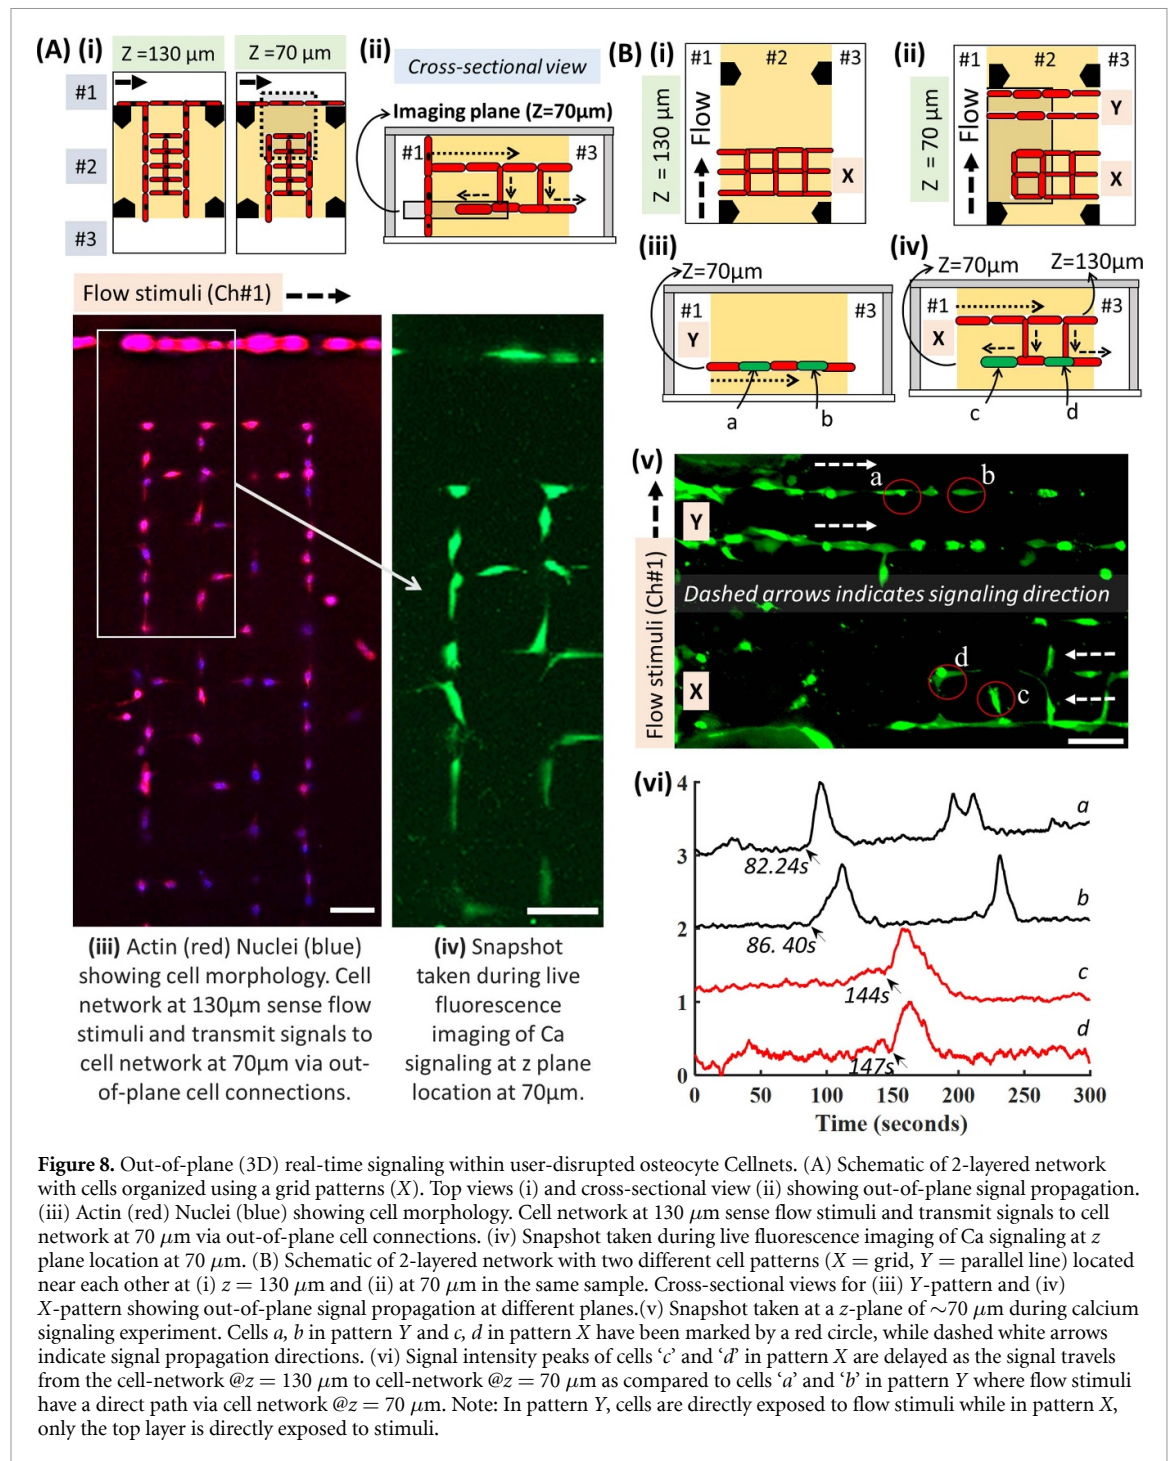 (A) (i)
Z =130 μm
Z =70 μm
#1
#2
#3
(ii)
Cross-sectional view
Imaging plane (Z=70μm)
#1
#3
Flow stimuli (Ch#1)
(iii) Actin (red) Nuclei (blue)
showing cell morphology. Cell
network at 130μm sense flow
stimuli and transmit signals to
cell network at 70μm via out-
of-plane cell connections.
(iv) Snapshot
taken during live
fluorescence
imaging of Ca
signaling at z plane
location at 70μm.
(B) (i)
Z = 130 μm
Flow
#1
#2
#3
X
(ii)
Z = 70 μm
Flow
#1
#2
#3
Y
X
(iii)
Z=70μm
#1
#3
Y
a
b
(iv)
Z=70μm
Z=130μm
#1
#3
X
c
d
(v)
Flow stimuli (Ch#1)
a
b
Y
Dashed arrows indicates signaling direction
d
c
X
(vi)
4
3
2
1
0
a
82.24s
b
86. 40s
c
144s
d
147s
0 50 100 150 200 250 300
Time (seconds)
Figure 8. Out-of-plane (3D) real-time signaling within user-disrupted osteocyte Cellnets. (A) Schematic of 2-layered network
with cells organized using a grid patterns (X). Top views (i) and cross-sectional view (ii) showing out-of-plane signal propagation.
(iii) Actin (red) Nuclei (blue) showing cell morphology. Cell network at 130 μm sense flow stimuli and transmit signals to cell
network at 70 μm via out-of-plane cell connections. (iv) Snapshot taken during live fluorescence imaging of Ca signaling at z
plane location at 70 μm. (B) Schematic of 2-layered network with two different cell patterns (X = grid, Y = parallel line) located
near each other at (i) z = 130 μm and (ii) at 70 μm in the same sample. Cross-sectional views for (iii) Y-pattern and (iv)
X-pattern showing out-of-plane signal propagation at different planes.(v) Snapshot taken at a z-plane of ∼70 μm during calcium
signaling experiment. Cells a, b in pattern Y and c, d in pattern X have been marked by a red circle, while dashed white arrows
indicate signal propagation directions. (vi) Signal intensity peaks of cells ‘c’ and ‘d’ in pattern X are delayed as the signal travels
from the cell-network @z = 130 μm to cell-network @z = 70 μm as compared to cells ‘a’ and ‘b’ in pattern Y where flow stimuli
have a direct path via cell network @z = 70 μm. Note: In pattern Y, cells are directly exposed to flow stimuli while in pattern X,
only the top layer is directly exposed to stimuli.